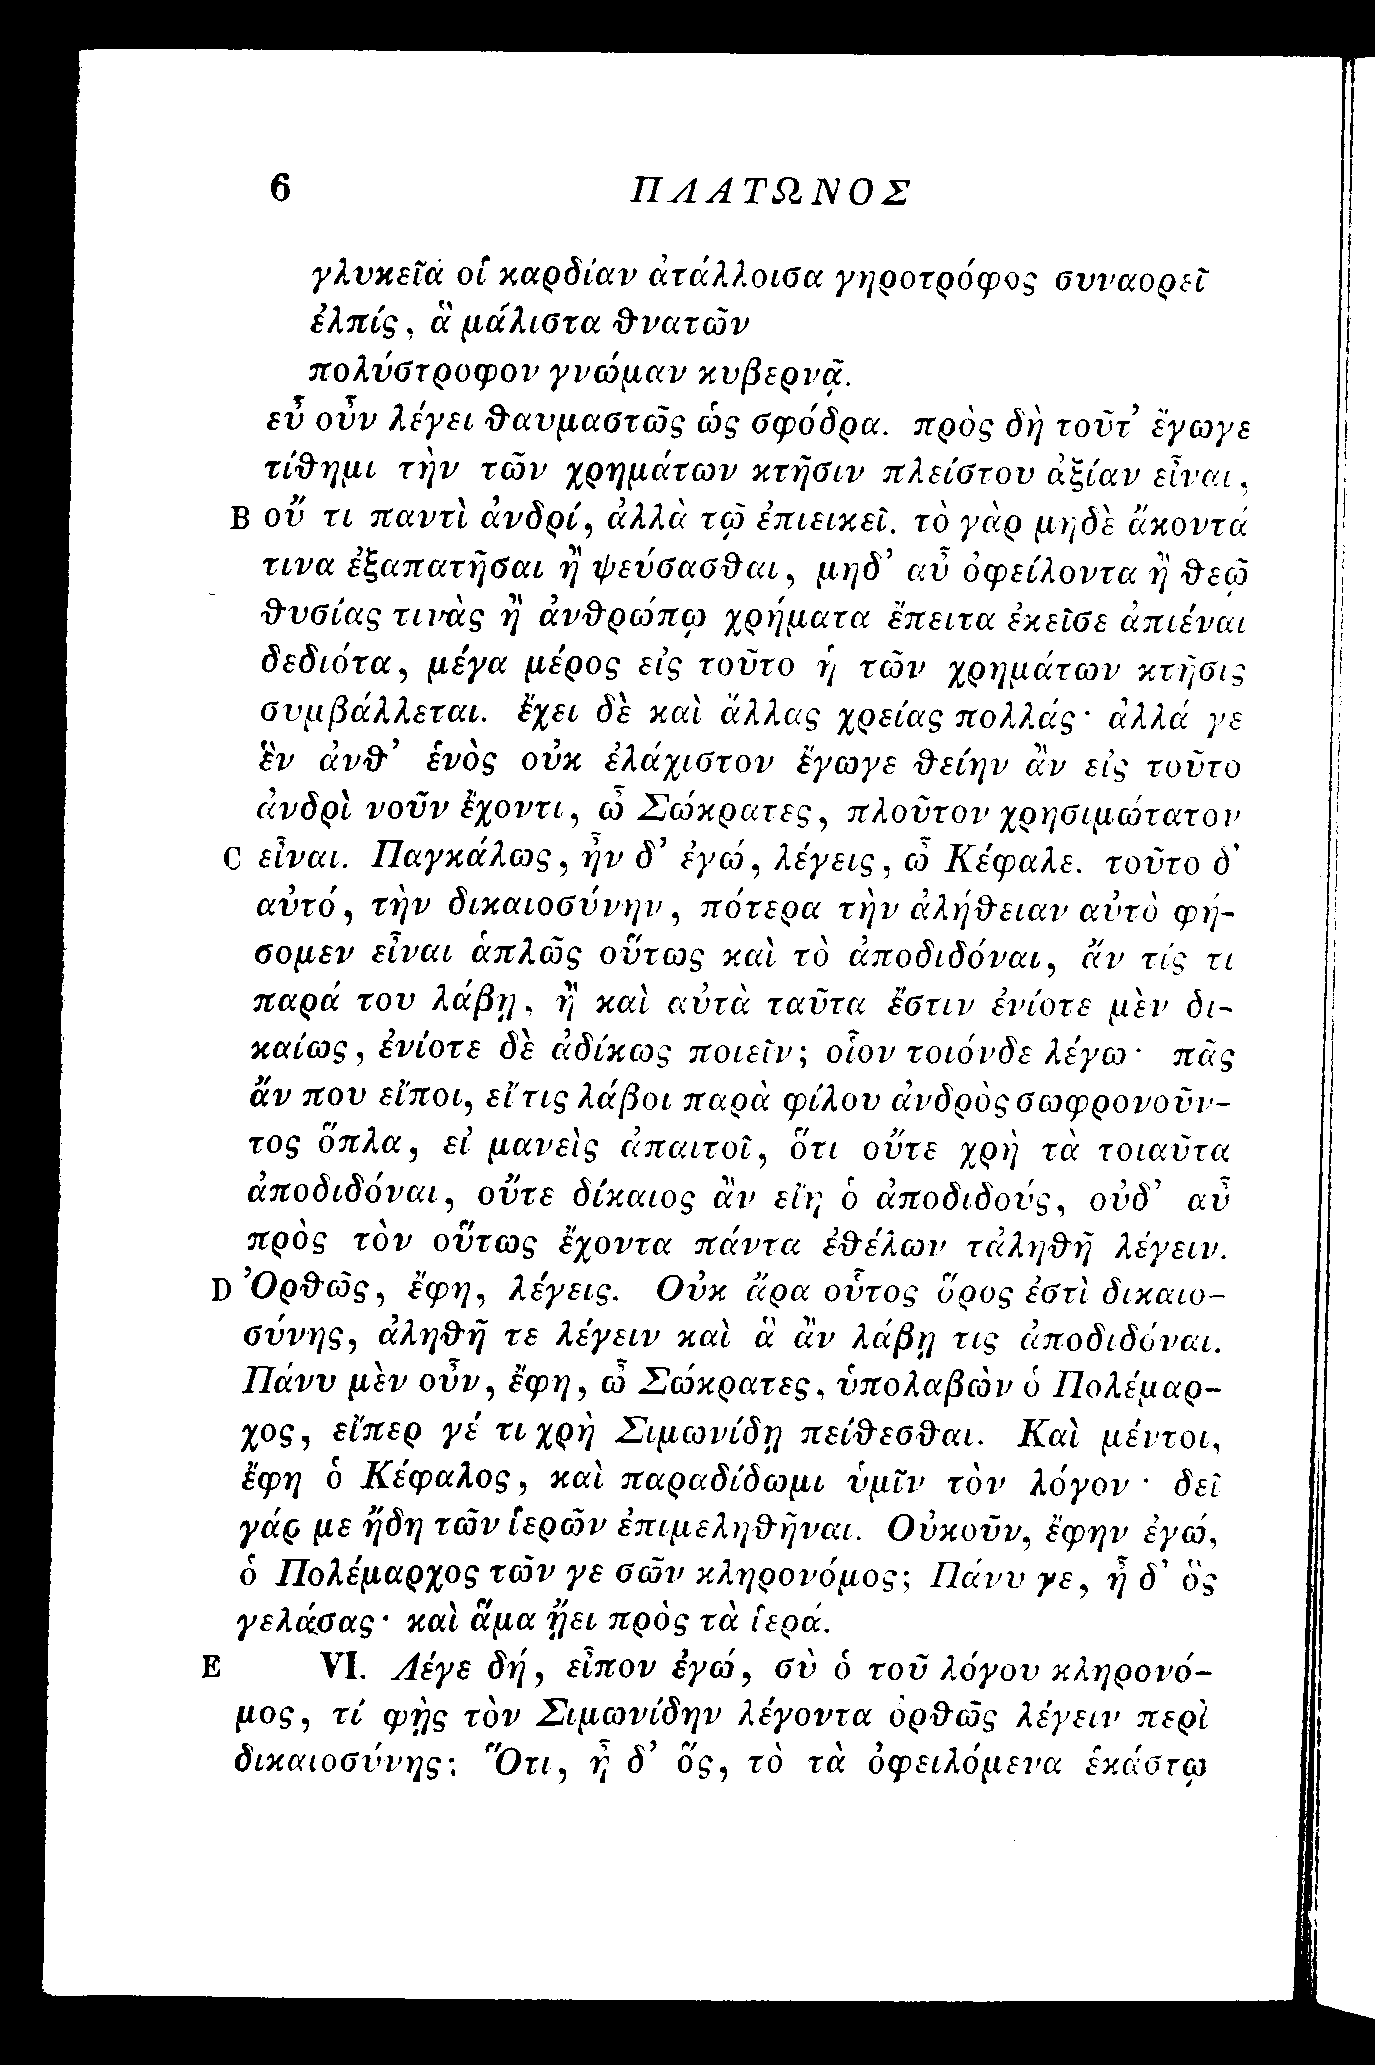 6 ΠΛΑΤΩΝΟΣ
γλυκεῖά οἱ καρδίαν ἀτάλλοισα γηροτρόφος συναορεῖ
ἐλπίς, ἃ μάλιστα θνατῶν
πολύστροφον γνώμαν κυβερνᾷ.
εὖ οὖν λέγει θαυμαστῶς ὡς σφόδρα. πρὸς δὴ τοῦτ’ ἔγωγε
τίθημι τὴν τῶν χρημάτων κτῆσιν πλείστου ἀξίαν εἶναι,
B οὔ τι παντὶ ἀνδρί, ἀλλὰ τῷ ἐπιεικεῖ. τὸ γὰρ μηδὲ ἄκοντά
τινα ἐξαπατῆσαι ἢ ψεύσασθαι, μηδ’ αὖ ὀφείλοντα ἢ θεῷ
θυσίας τινὰς ἢ ἀνθρώπῳ χρήματα ἔπειτα ἐκεῖσε ἀπιέναι
δεδιότα, μέγα μέρος εἰς τοῦτο ἡ τῶν χρημάτων κτῆσις
συμβάλλεται. ἔχει δὲ καὶ ἄλλας χρείας πολλάς· ἀλλά γε
ἓν ἀνθ’ ἑνὸς οὐκ ἐλάχιστον ἔγωγε θείην ἂν εἰς τοῦτο
ἀνδρὶ νοῦν ἔχοντι, ὦ Σώκρατες, πλοῦτον χρησιμώτατον
C εἶναι. Παγκάλως, ἦν δ’ ἐγώ, λέγεις, ὦ Κέφαλε. τοῦτο δ’
αὐτό, τὴν δικαιοσύνην, πότερα τὴν ἀλήθειαν αὐτὸ φή-
σομεν εἶναι ἁπλῶς οὕτως καὶ τὸ ἀποδιδόναι, ἄν τίς τι
παρά του λάβῃ, ἢ καὶ αὐτὰ ταῦτα ἔστιν ἐνίοτε μὲν δι-
καίως, ἐνίοτε δὲ ἀδίκως ποιεῖν; οἷον τοιόνδε λέγω· πᾶς
ἄν που εἴποι, εἴ τις λάβοι παρὰ φίλου ἀνδρὸς σωφρονοῦν-
τος ὅπλα, εἰ μανεὶς ἀπαιτοῖ, ὅτι οὔτε χρὴ τὰ τοιαῦτα
ἀποδιδόναι, οὔτε δίκαιος ἂν εἴη ὁ ἀποδιδούς, οὐδ’ αὖ
πρὸς τὸν οὕτως ἔχοντα πάντα ἐθέλων τἀληθῆ λέγειν.
D Ὀρθῶς, ἔφη, λέγεις. Οὐκ ἄρα οὗτος ὅρος ἐστὶ δικαιο-
σύνης, ἀληθῆ τε λέγειν καὶ ἃ ἂν λάβῃ τις ἀποδιδόναι.
Πάνυ μὲν οὖν, ἔφη, ὦ Σώκρατες, ὑπολαβὼν ὁ Πολέμαρ-
χος, εἴπερ γέ τι χρὴ Σιμωνίδῃ πείθεσθαι. Καὶ μέντοι,
ἔφη ὁ Κέφαλος, καὶ παραδίδωμι ὑμῖν τὸν λόγον· δεῖ
γάρ με ἤδη τῶν ἱερῶν ἐπιμεληθῆναι. Οὐκοῦν, ἔφην ἐγώ,
ὁ Πολέμαρχος τῶν γε σῶν κληρονόμος; Πάνυ γε, ἦ δ’ ὃς
γελάσας· καὶ ἅμα ᾔει πρὸς τὰ ἱερά.
E VI. Λέγε δή, εἶπον ἐγώ, σὺ ὁ τοῦ λόγου κληρονό-
μος, τί φῂς τὸν Σιμωνίδην λέγοντα ὀρθῶς λέγειν περὶ
δικαιοσύνης; Ὅτι, ἦ δ’ ὅς, τὸ τὰ ὀφειλόμενα ἑκάστῳ